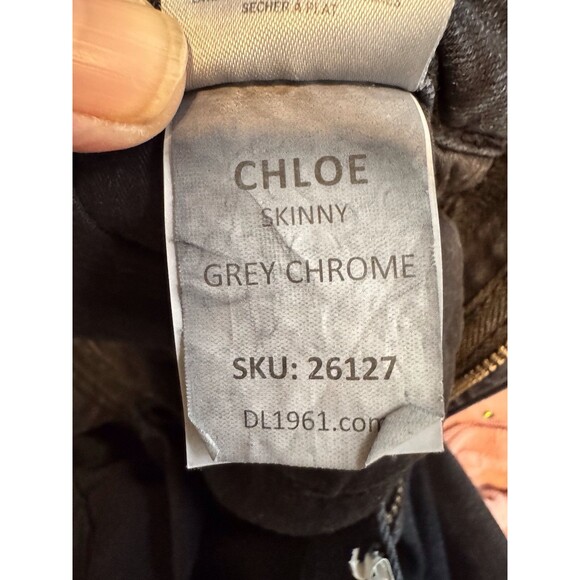 SECHER A PLAT
CHLOE
SKINNY
GREY CHROME
SKU: 26127
DL1961.com